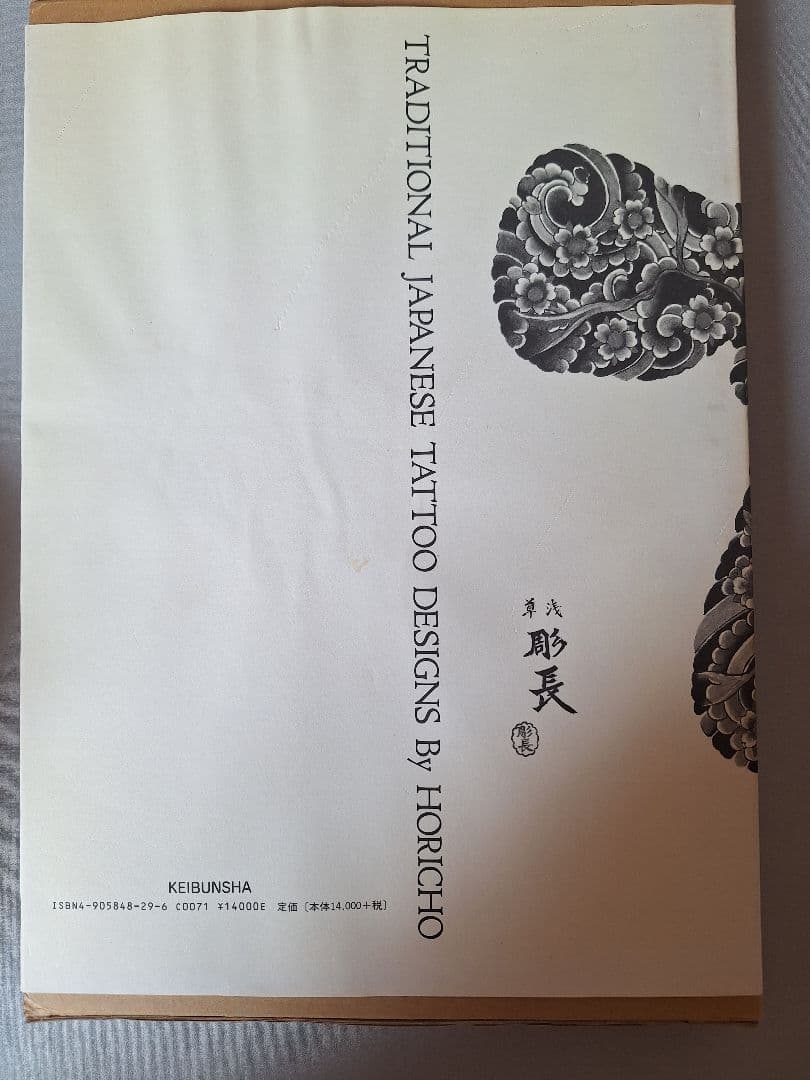 TRADITIONAL JAPANESE TATTOO DESIGNS By HORICHO
浅草
彫長
彫長
KEIBUNSHA
ISBN4-905848-29-6 C0071 ¥14000E 定価〔本体14,000+税〕